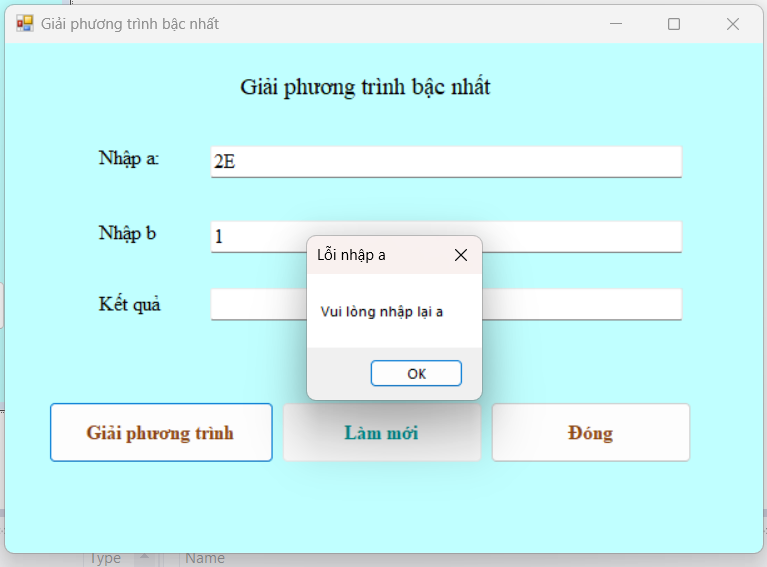 Giải phương trình bậc nhất
Giải phương trình bậc nhất
Nhập a:
2E
Nhập b
1
Lỗi nhập a
Vui lòng nhập lại a
OK
Kết quả
Giải phương trình
Làm mới
Đóng
Type
Name